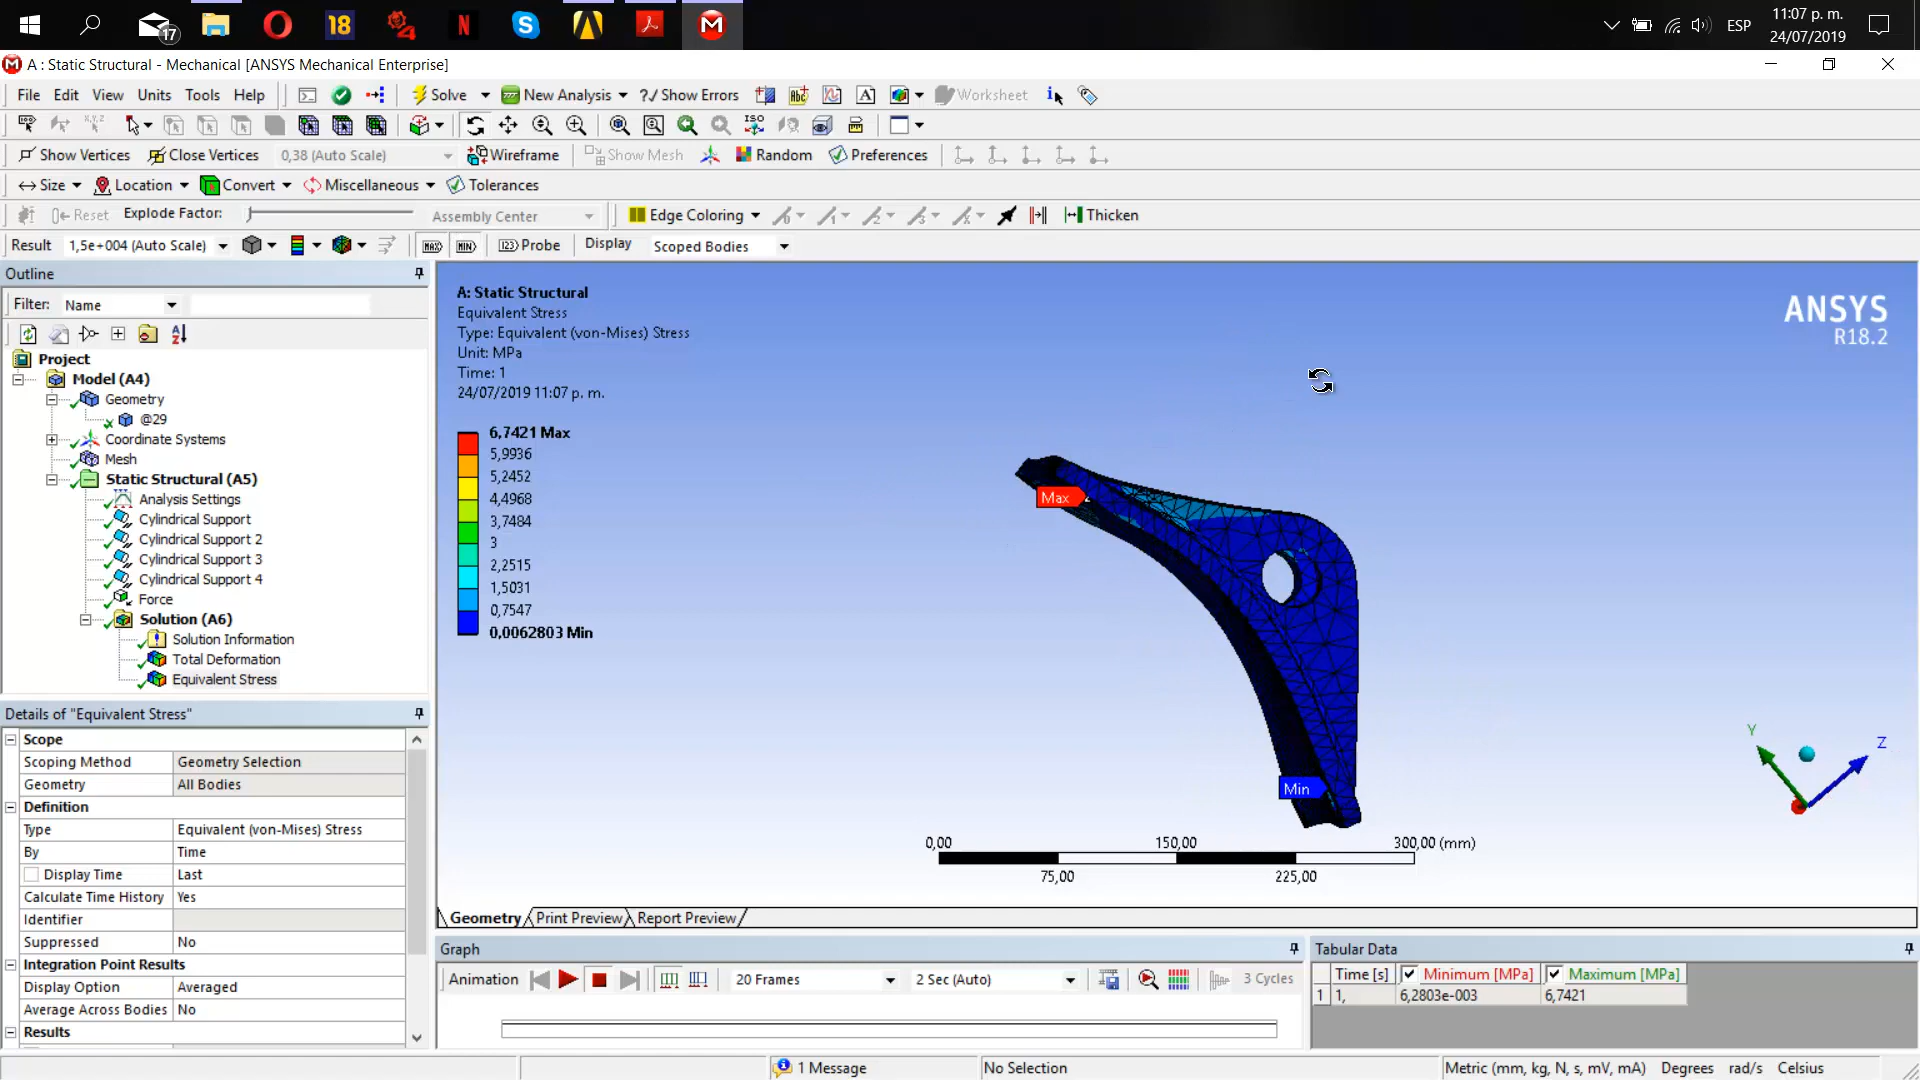 17
18
4
N
ESP
11:07 p. m.
24/07/2019
A : Static Structural - Mechanical [ANSYS Mechanical Enterprise]
File Edit View Units Tools Help Solve New Analysis ?/ Show Errors Worksheet
ISO
Show Vertices Close Vertices 0,38 (Auto Scale) Wireframe Show Mesh Random Preferences
Size Location Convert Miscellaneous Tolerances
Reset Explode Factor: Assembly Center Edge Coloring Thicken
Result 1,5e+004 (Auto Scale) MAX MIN Probe Display Scoped Bodies
Outline
Filter: Name
Project
Model (A4)
Geometry
@29
Coordinate Systems
Mesh
Static Structural (A5)
Analysis Settings
Cylindrical Support
Cylindrical Support 2
Cylindrical Support 3
Cylindrical Support 4
Force
Solution (A6)
Solution Information
Total Deformation
Equivalent Stress
A: Static Structural
Equivalent Stress
Type: Equivalent (von-Mises) Stress
Unit: MPa
Time: 1
24/07/2019 11:07 p. m.
6,7421 Max
5,9936
5,2452
4,4968
3,7484
3
2,2515
1,5031
0,7547
0,0062803 Min
ANSYS
R18.2
Max
Min
Y
Z
0,00 150,00 300,00 (mm)
75,00 225,00
Details of "Equivalent Stress"
Scope
Scoping Method Geometry Selection
Geometry All Bodies
Definition
Type Equivalent (von-Mises) Stress
By Time
Display Time Last
Calculate Time History Yes
Identifier
Suppressed No
Integration Point Results
Display Option Averaged
Average Across Bodies No
Results
Geometry Print Preview Report Preview
Graph
Animation 20 Frames 2 Sec (Auto) 3 Cycles
Tabular Data
Time [s] Minimum [MPa] Maximum [MPa]
1 1, 6,2803e-003 6,7421
1 Message No Selection Metric (mm, kg, N, s, mV, mA) Degrees rad/s Celsius